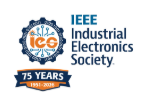 IEEE
Industrial
Electronics
Society
ies
75 YEARS
1951-2026